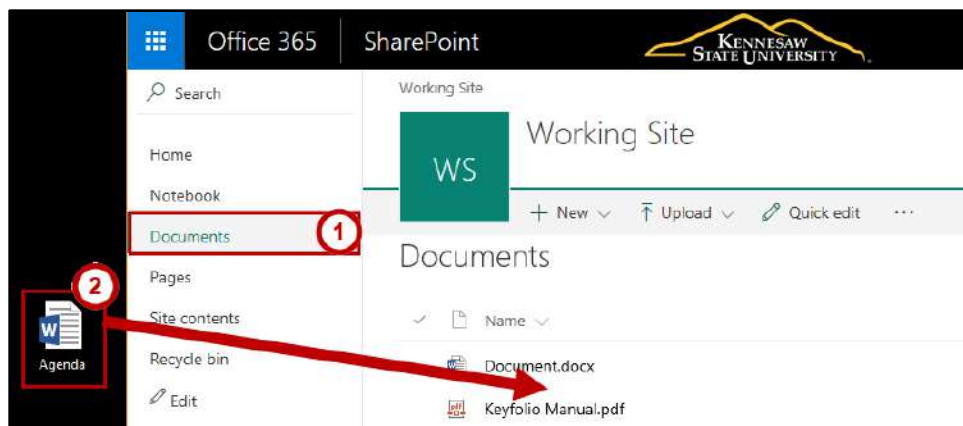 Office 365
SharePoint
KENNESAW
STATE UNIVERSITY
Search
Home
Notebook
Documents
1
Pages
Site contents
Recycle bin
Edit
2
W
Agenda
Working Site
WS
Working Site
+ New
Upload
Quick edit
...
Documents
Name
Document.docx
Keyfolio Manual.pdf